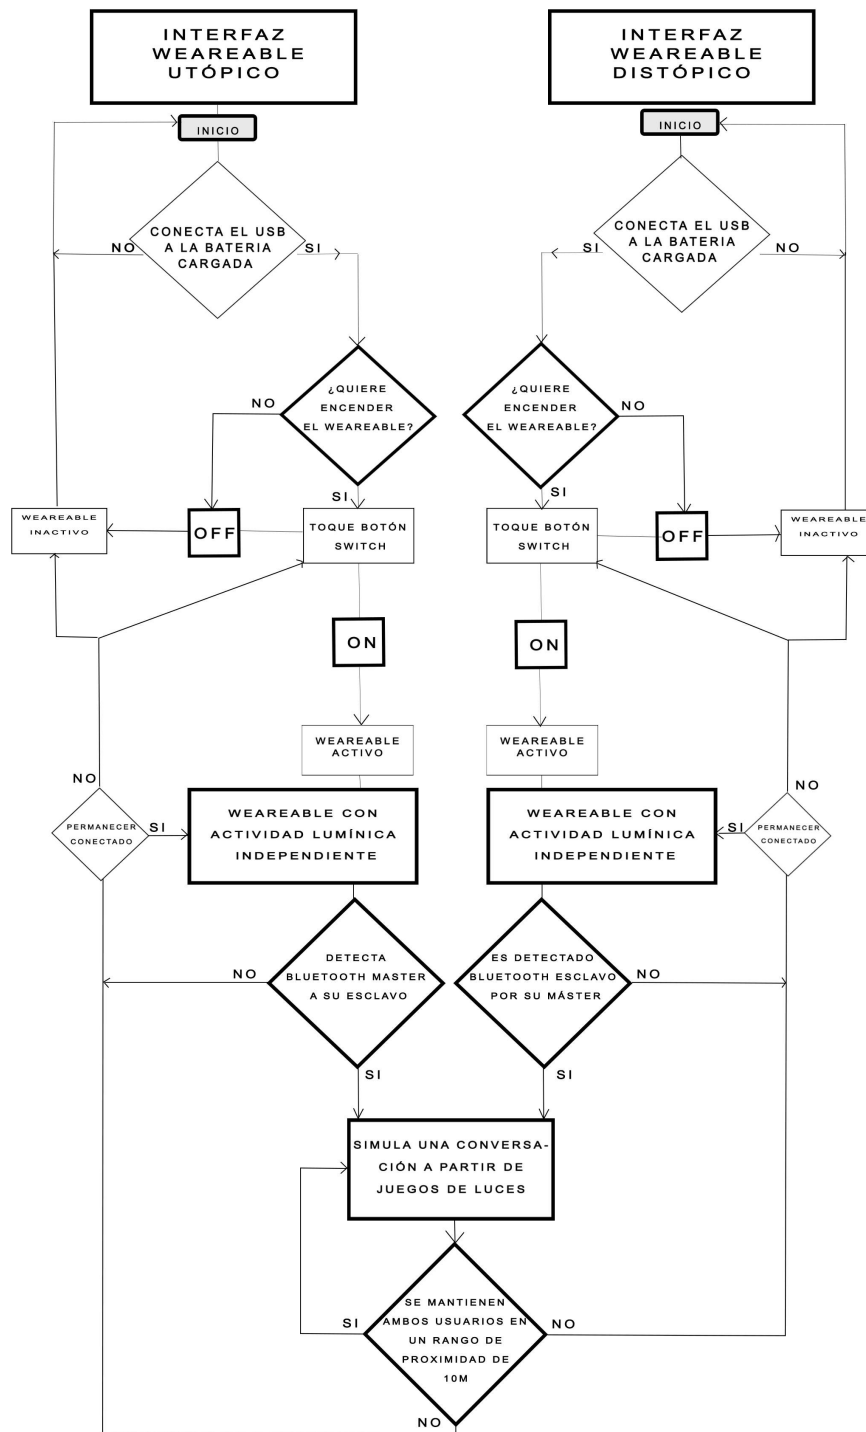 INTERFAZ
WEAREABLE
UTÓPICO
INTERFAZ
WEAREABLE
DISTÓPICO
INICIO
INICIO
CONECTA EL USB
A LA BATERIA
CARGADA
NO
SI
CONECTA EL USB
A LA BATERIA
CARGADA
SI
NO
¿QUIERE
ENCENDER
EL WEAREABLE?
NO
SI
¿QUIERE
ENCENDER
EL WEAREABLE?
NO
SI
WEAREABLE
INACTIVO
OFF
TOQUE BOTÓN
SWITCH
TOQUE BOTÓN
SWITCH
OFF
WEAREABLE
INACTIVO
ON
ON
WEAREABLE
ACTIVO
WEAREABLE
ACTIVO
NO
PERMANECER
CONECTADO
SI
WEAREABLE CON
ACTIVIDAD LUMÍNICA
INDEPENDIENTE
WEAREABLE CON
ACTIVIDAD LUMÍNICA
INDEPENDIENTE
NO
SI
PERMANECER
CONECTADO
NO
DETECTA
BLUETOOTH MASTER
A SU ESCLAVO
SI
ES DETECTADO
BLUETOOTH ESCLAVO
POR SU MÁSTER
NO
SI
SIMULA UNA CONVERSA-
CIÓN A PARTIR DE
JUEGOS DE LUCES
SE MANTIENEN
AMBOS USUARIOS EN
UN RANGO DE
PROXIMIDAD DE
10M
SI
NO
NO